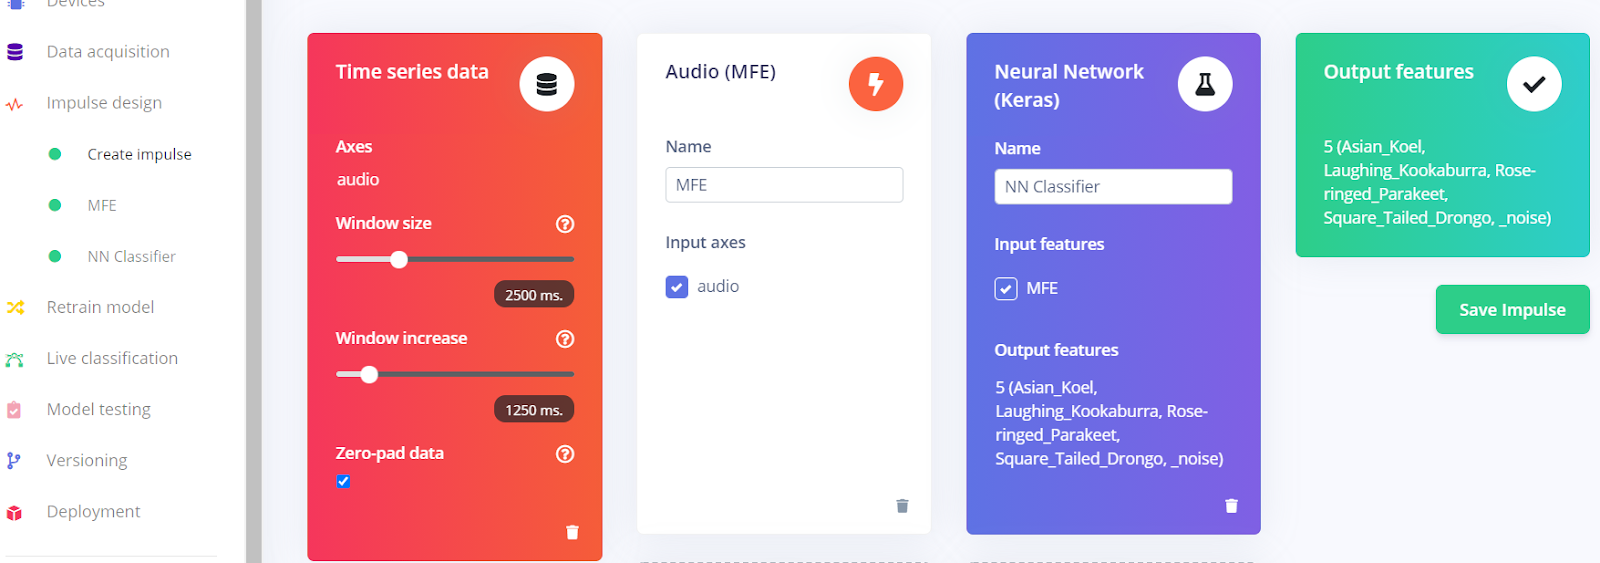 Devices
Data acquisition
Impulse design
Create impulse
MFE
NN Classifier
Retrain model
Live classification
Model testing
Versioning
Deployment
Time series data
Axes
audio
Window size
2500 ms.
Window increase
1250 ms.
Zero-pad data
Audio (MFE)
Name
MFE
Input axes
audio
Neural Network
(Keras)
Name
NN Classifier
Input features
MFE
Output features
5 (Asian_Koel,
Laughing_Kookaburra, Rose-
ringed_Parakeet,
Square_Tailed_Drongo, _noise)
Output features
5 (Asian_Koel,
Laughing_Kookaburra, Rose-
ringed_Parakeet,
Square_Tailed_Drongo, _noise)
Save Impulse